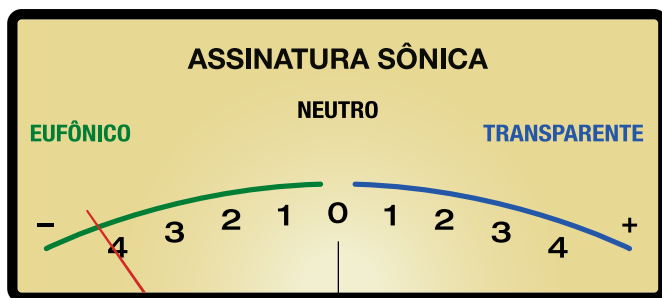 ASSINATURA SÔNICA
NEUTRO
EUFÔNICO TRANSPARENTE
– 4 3 2 1 0 1 2 3 4 +